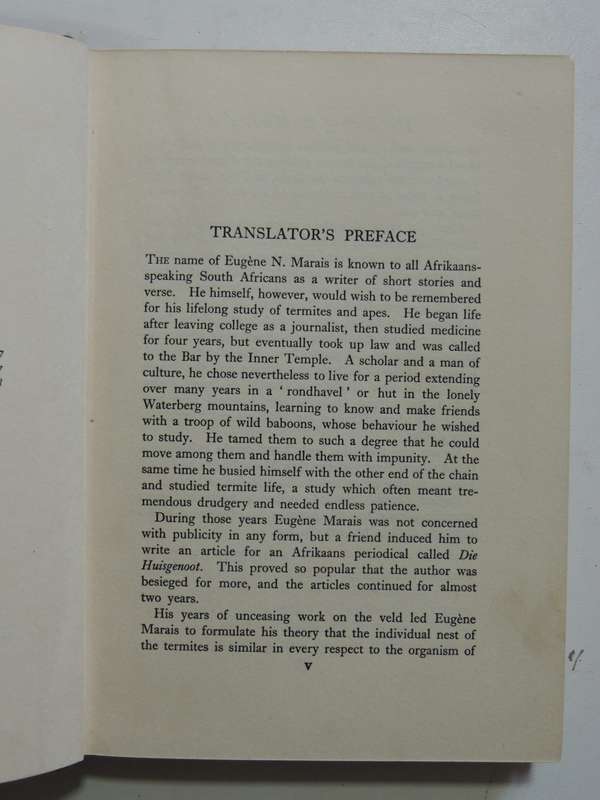 TRANSLATOR'S PREFACE
THE name of Eugène N. Marais is known to all Afrikaans-
speaking South Africans as a writer of short stories and
verse. He himself, however, would wish to be remembered
for his lifelong study of termites and apes. He began life
after leaving college as a journalist, then studied medicine
for four years, but eventually took up law and was called
to the Bar by the Inner Temple. A scholar and a man of
culture, he chose nevertheless to live for a period extending
over many years in a ' rondhavel ' or hut in the lonely
Waterberg mountains, learning to know and make friends
with a troop of wild baboons, whose behaviour he wished
to study. He tamed them to such a degree that he could
move among them and handle them with impunity. At the
same time he busied himself with the other end of the chain
and studied termite life, a study which often meant tre-
mendous drudgery and needed endless patience.
During those years Eugène Marais was not concerned
with publicity in any form, but a friend induced him to
write an article for an Afrikaans periodical called Die
Huisgenoot. This proved so popular that the author was
besieged for more, and the articles continued for almost
two years.
His years of unceasing work on the veld led Eugène
Marais to formulate his theory that the individual nest of
the termites is similar in every respect to the organism of
v